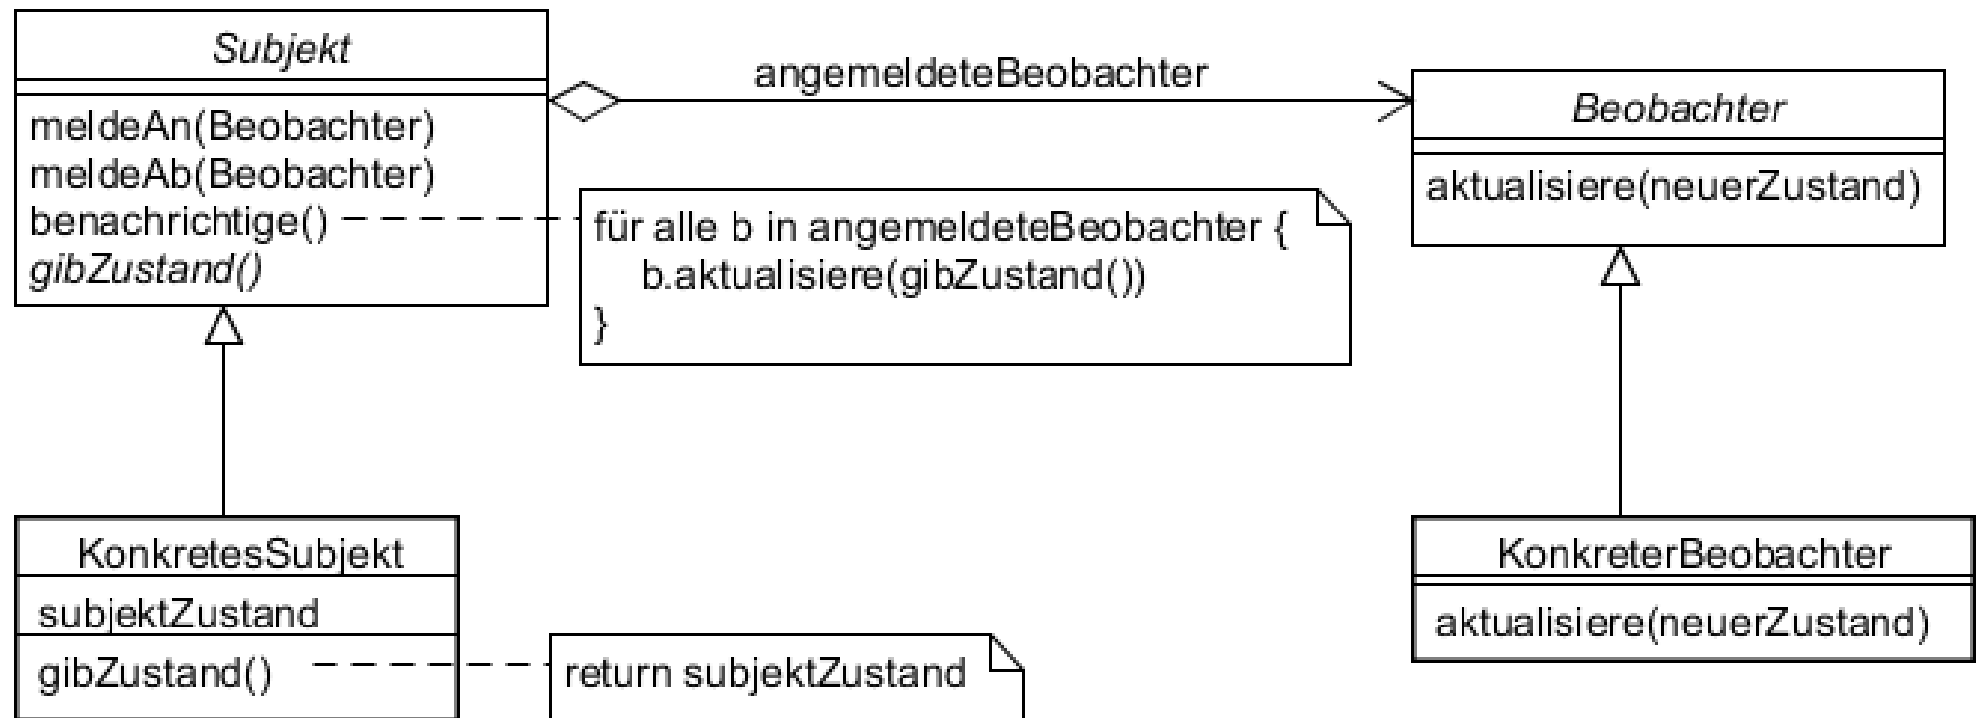 Subjekt
meldeAn(Beobachter)
meldeAb(Beobachter)
benachrichtige()
gibZustand()
angemeldeteBeobachter
Beobachter
aktualisiere(neuerZustand)
für alle b in angemeldeteBeobachter {
b.aktualisiere(gibZustand())
}
KonkretesSubjekt
subjektZustand
gibZustand()
return subjektZustand
KonkreterBeobachter
aktualisiere(neuerZustand)